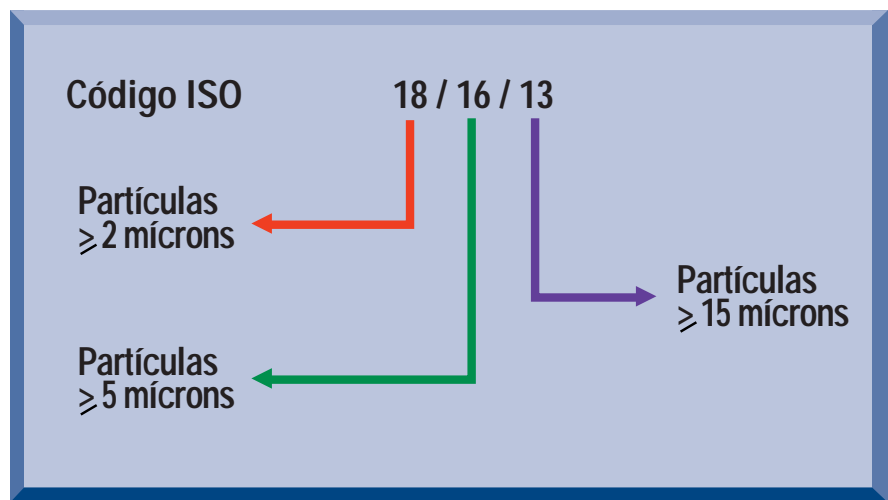 Código ISO 18 / 16 / 13
Partículas
≥ 2 mícrons
Partículas
≥ 15 mícrons
Partículas
≥ 5 mícrons